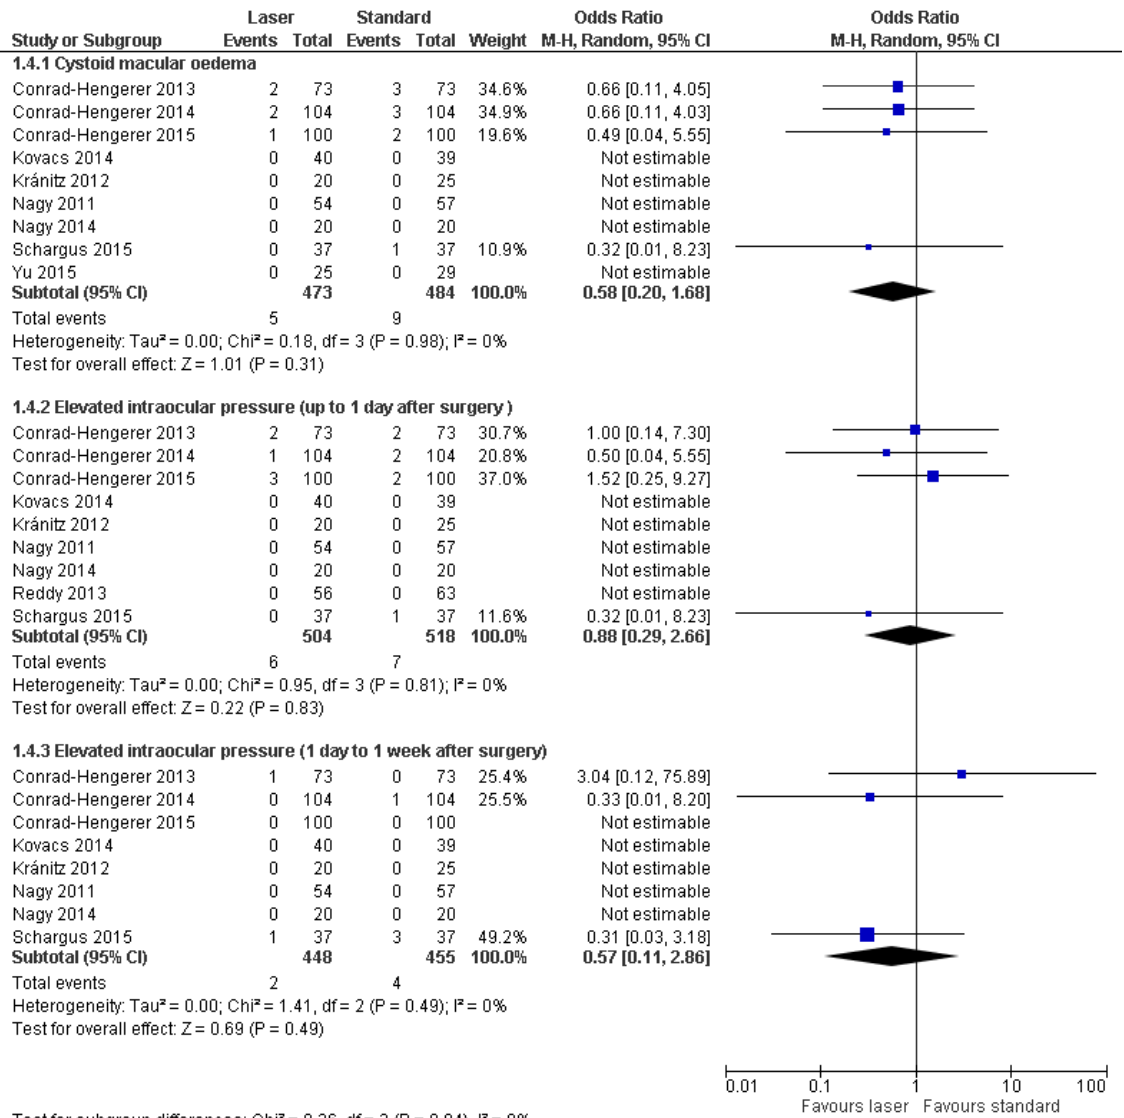 Laser Standard Odds Ratio Odds Ratio
Study or Subgroup Events Total Events Total Weight M-H, Random, 95% CI M-H, Random, 95% CI
1.4.1 Cystoid macular oedema
Conrad-Hengerer 2013 2 73 3 73 34.6% 0.66 [0.11, 4.05]
Conrad-Hengerer 2014 2 104 3 104 34.9% 0.66 [0.11, 4.03]
Conrad-Hengerer 2015 1 100 2 100 19.6% 0.49 [0.04, 5.55]
Kovacs 2014 0 40 0 39 Not estimable
Kránitz 2012 0 20 0 25 Not estimable
Nagy 2011 0 54 0 57 Not estimable
Nagy 2014 0 20 0 20 Not estimable
Schargus 2015 0 37 1 37 10.9% 0.32 [0.01, 8.23]
Yu 2015 0 25 0 29 Not estimable
Subtotal (95% CI) 473 484 100.0% 0.58 [0.20, 1.68]
Total events 5 9
Heterogeneity: Tau² = 0.00; Chi² = 0.18, df = 3 (P = 0.98); I² = 0%
Test for overall effect: Z = 1.01 (P = 0.31)
1.4.2 Elevated intraocular pressure (up to 1 day after surgery )
Conrad-Hengerer 2013 2 73 2 73 30.7% 1.00 [0.14, 7.30]
Conrad-Hengerer 2014 1 104 2 104 20.8% 0.50 [0.04, 5.55]
Conrad-Hengerer 2015 3 100 2 100 37.0% 1.52 [0.25, 9.27]
Kovacs 2014 0 40 0 39 Not estimable
Kránitz 2012 0 20 0 25 Not estimable
Nagy 2011 0 54 0 57 Not estimable
Nagy 2014 0 20 0 20 Not estimable
Reddy 2013 0 56 0 63 Not estimable
Schargus 2015 0 37 1 37 11.6% 0.32 [0.01, 8.23]
Subtotal (95% CI) 504 518 100.0% 0.88 [0.29, 2.66]
Total events 6 7
Heterogeneity: Tau² = 0.00; Chi² = 0.95, df = 3 (P = 0.81); I² = 0%
Test for overall effect: Z = 0.22 (P = 0.83)
1.4.3 Elevated intraocular pressure (1 day to 1 week after surgery)
Conrad-Hengerer 2013 1 73 0 73 25.4% 3.04 [0.12, 75.89]
Conrad-Hengerer 2014 0 104 1 104 25.5% 0.33 [0.01, 8.20]
Conrad-Hengerer 2015 0 100 0 100 Not estimable
Kovacs 2014 0 40 0 39 Not estimable
Kránitz 2012 0 20 0 25 Not estimable
Nagy 2011 0 54 0 57 Not estimable
Nagy 2014 0 20 0 20 Not estimable
Schargus 2015 1 37 3 37 49.2% 0.31 [0.03, 3.18]
Subtotal (95% CI) 448 455 100.0% 0.57 [0.11, 2.86]
Total events 2 4
Heterogeneity: Tau² = 0.00; Chi² = 1.41, df = 2 (P = 0.49); I² = 0%
Test for overall effect: Z = 0.69 (P = 0.49)
0.01 0.1 1 10 100
Favours laser Favours standard